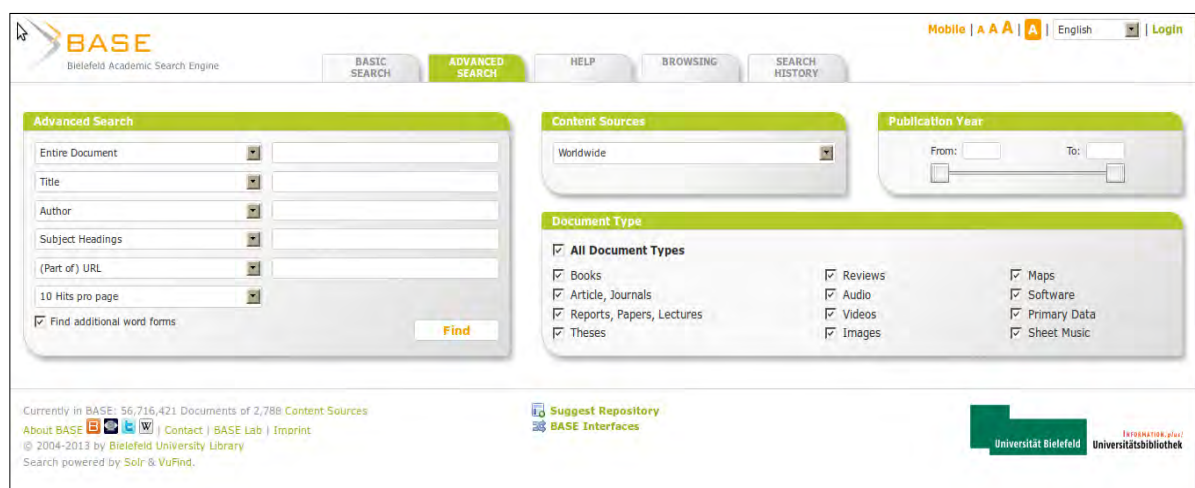 BASE
Bielefeld Academic Search Engine
Mobile | A A A | A | English | Login
BASIC SEARCH
ADVANCED SEARCH
HELP
BROWSING
SEARCH HISTORY
Advanced Search
Entire Document
Title
Author
Subject Headings
(Part of) URL
10 Hits pro page
Find additional word forms
Find
Content Sources
Worldwide
Publication Year
From: To:
Document Type
All Document Types
Books
Article, Journals
Reports, Papers, Lectures
Theses
Reviews
Audio
Videos
Images
Maps
Software
Primary Data
Sheet Music
Currently in BASE: 56,716,421 Documents of 2,788 Content Sources
About BASE B t W | Contact | BASE Lab | Imprint
© 2004-2013 by Bielefeld University Library
Search powered by Solr & VuFind.
Suggest Repository
BASE Interfaces
Universität Bielefeld
INFORMATION.plus!
Universitätsbibliothek